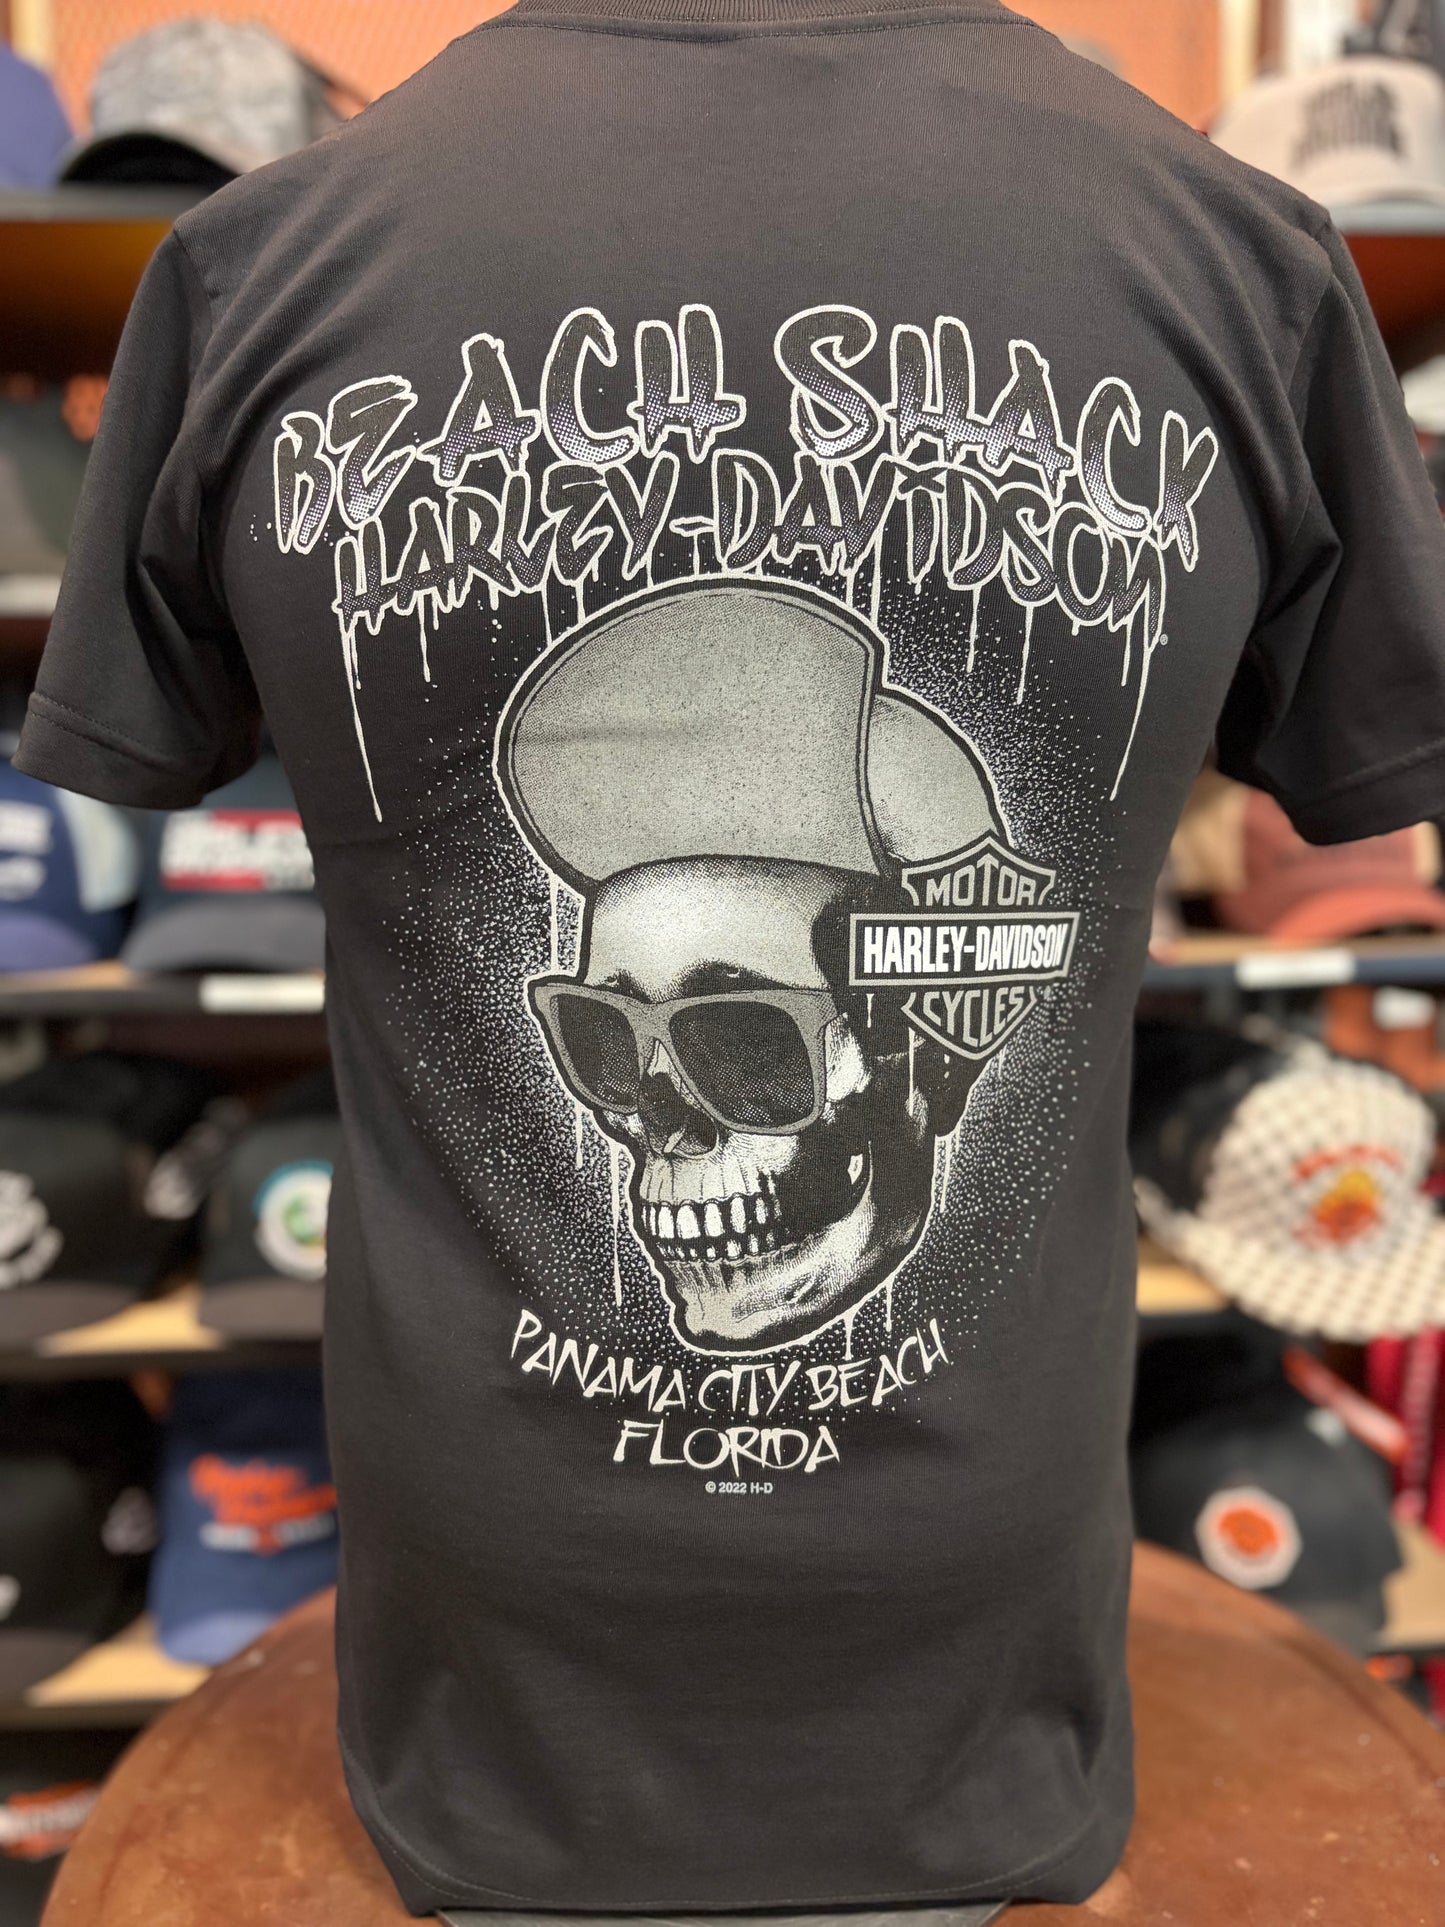 BEACH SHACK
HARLEY-DAVIDSON®
MOTOR
HARLEY-DAVIDSON
CYCLES
PANAMA CITY BEACH
FLORIDA
© 2022 H-D